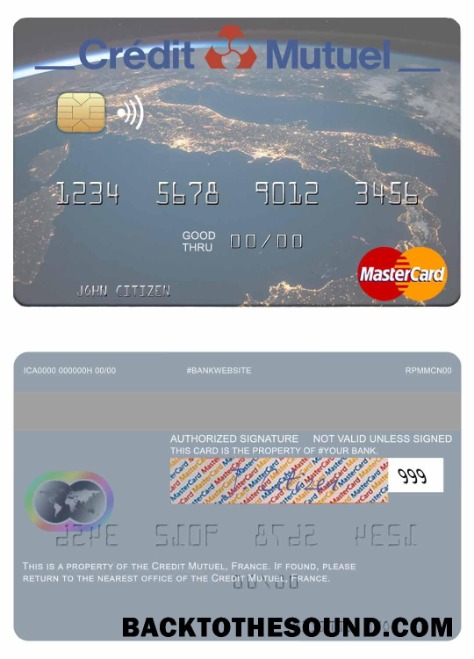 Crédit Mutuel
1234 5678 9012 3456
GOOD THRU 00/00
JOHN CITIZEN
MasterCard
ICA0000 000000H 00/00 #BANKWEBSITE RPMMCN00
AUTHORIZED SIGNATURE NOT VALID UNLESS SIGNED
THIS CARD IS THE PROPERTY OF #YOUR BANK.
999
THIS IS A PROPERTY OF THE CREDIT MUTUEL, FRANCE. IF FOUND, PLEASE
RETURN TO THE NEAREST OFFICE OF THE CREDIT MUTUEL, FRANCE.
00/00
BACKTOTHESOUND.COM